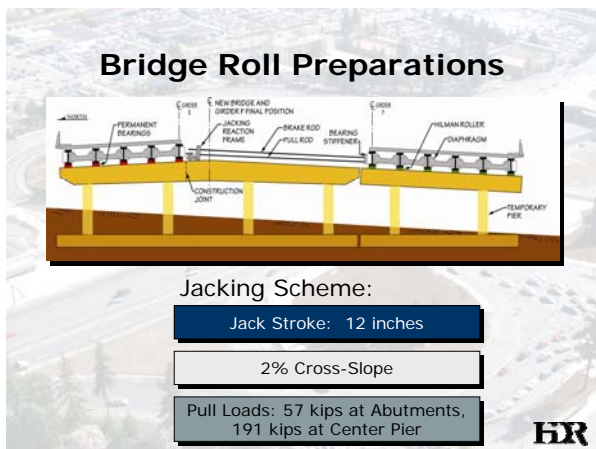 Bridge Roll Preparations
NORTH
PERMANENT
BEARINGS
℄ GIRDER
E
℄ NEW BRIDGE AND
GIRDER F FINAL POSITION
JACKING
REACTION
FRAME
BRAKE ROD
PULL ROD
BEARING
STIFFENER
℄ GIRDER
F
HILMAN ROLLER
DIAPHRAGM
CONSTRUCTION
JOINT
TEMPORARY
PIER
Jacking Scheme:
Jack Stroke: 12 inches
2% Cross-Slope
Pull Loads: 57 kips at Abutments,
191 kips at Center Pier
HDR